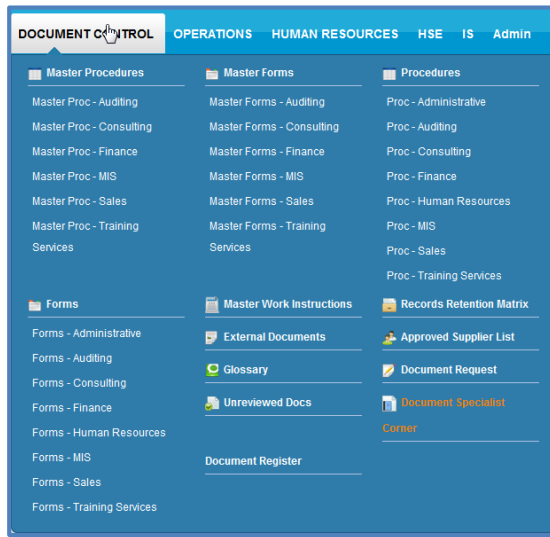 DOCUMENT CONTROL OPERATIONS HUMAN RESOURCES HSE IS Admin
Master Procedures
Master Proc - Auditing
Master Proc - Consulting
Master Proc - Finance
Master Proc - MIS
Master Proc - Sales
Master Proc - Training
Services
Master Forms
Master Forms - Auditing
Master Forms - Consulting
Master Forms - Finance
Master Forms - MIS
Master Forms - Sales
Master Forms - Training
Services
Procedures
Proc - Administrative
Proc - Auditing
Proc - Consulting
Proc - Finance
Proc - Human Resources
Proc - MIS
Proc - Sales
Proc - Training Services
Forms
Forms - Administrative
Forms - Auditing
Forms - Consulting
Forms - Finance
Forms - Human Resources
Forms - MIS
Forms - Sales
Forms - Training Services
Master Work Instructions
External Documents
Glossary
Unreviewed Docs
Document Register
Records Retention Matrix
Approved Supplier List
Document Request
Document Specialist
Corner